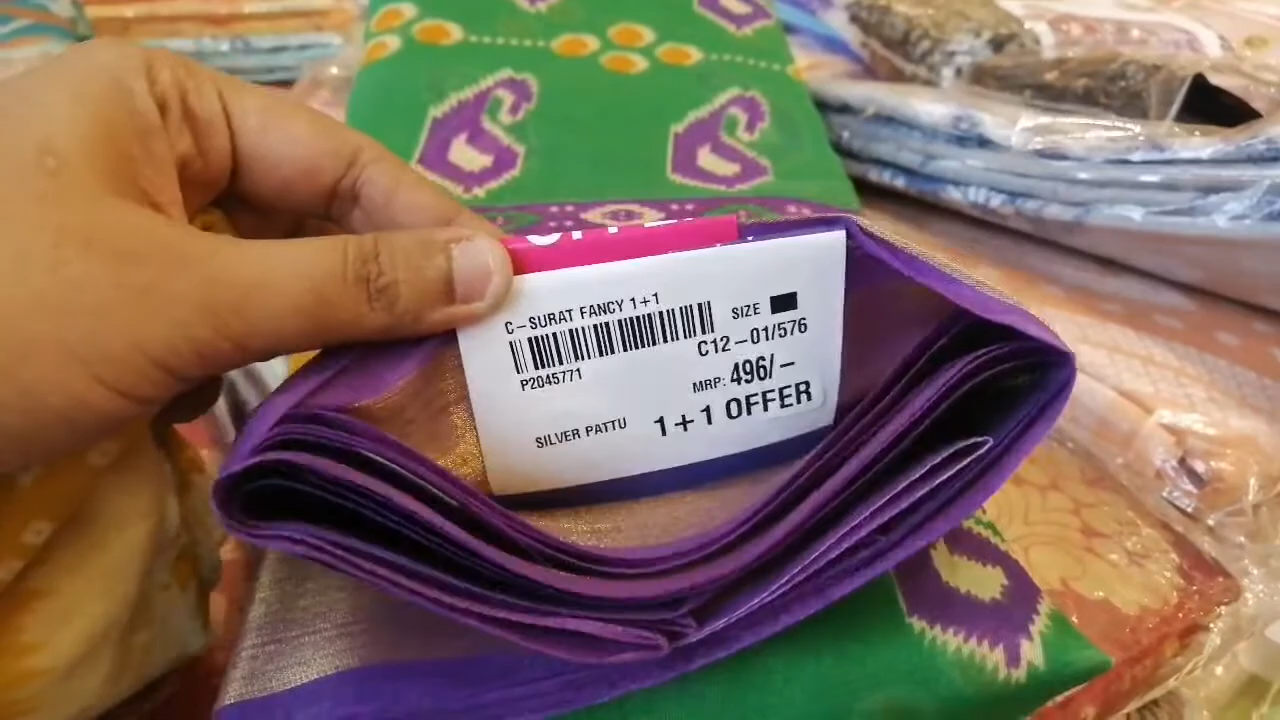 C-SURAT FANCY 1+1
SIZE
C12-01/576
P2045771
MRP: 496/-
SILVER PATTU
1+1 OFFER